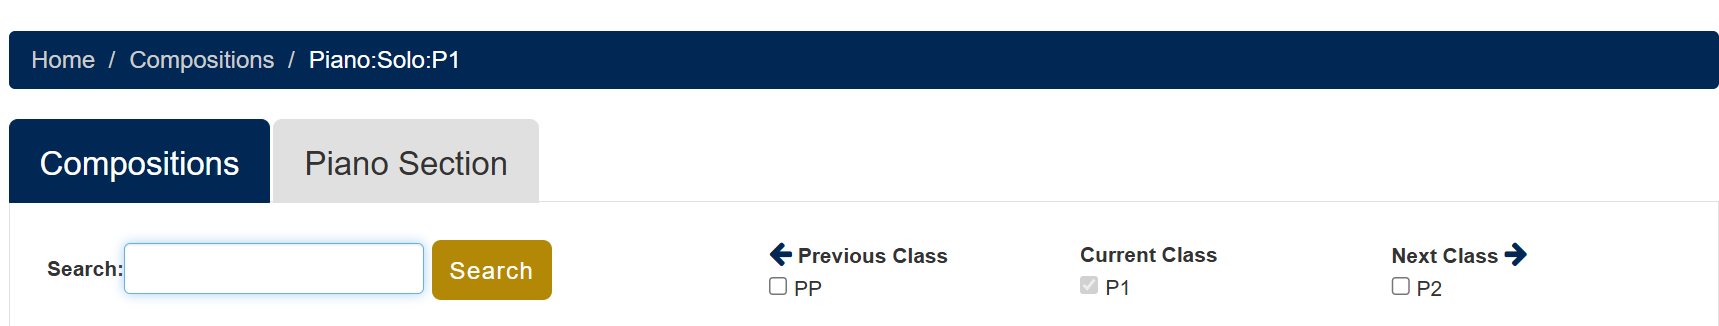 Home / Compositions / Piano:Solo:P1
Compositions Piano Section
Search: Search
Previous Class
PP
Current Class
P1
Next Class
P2